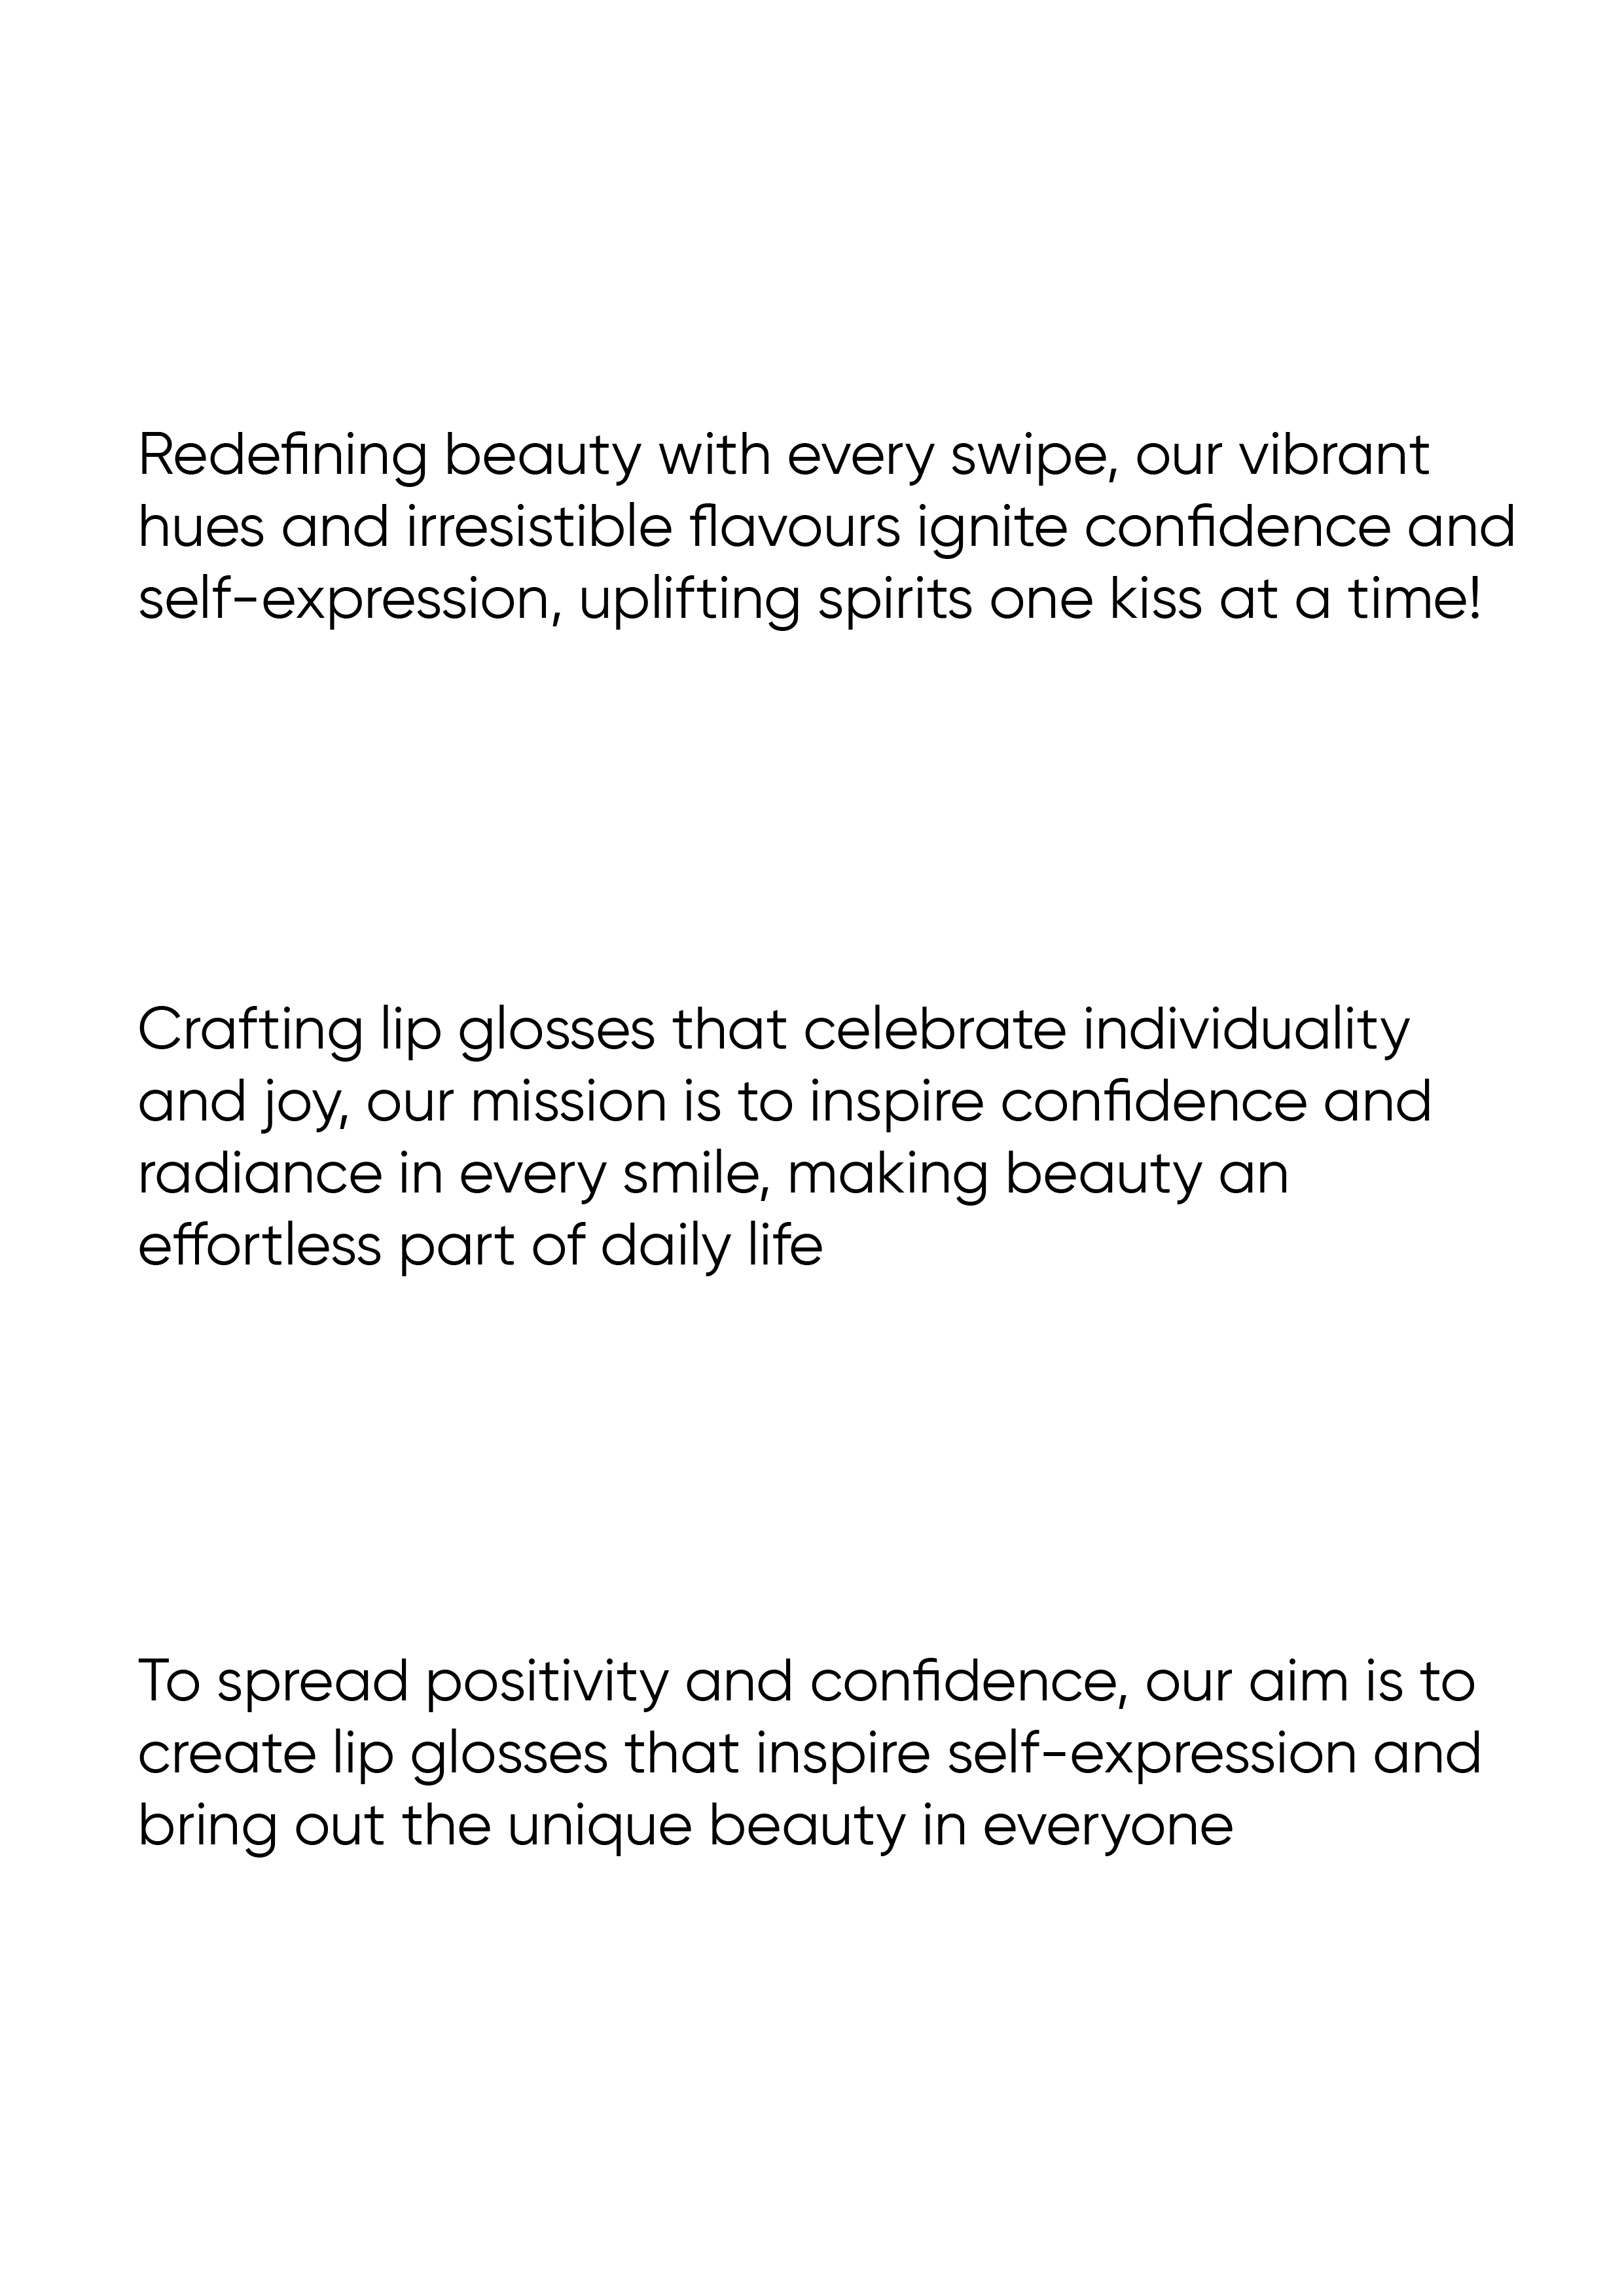 Redefining beauty with every swipe, our vibrant
hues and irresistible flavours ignite confidence and
self-expression, uplifting spirits one kiss at a time!
Crafting lip glosses that celebrate individuality
and joy, our mission is to inspire confidence and
radiance in every smile, making beauty an
effortless part of daily life
To spread positivity and confidence, our aim is to
create lip glosses that inspire self-expression and
bring out the unique beauty in everyone